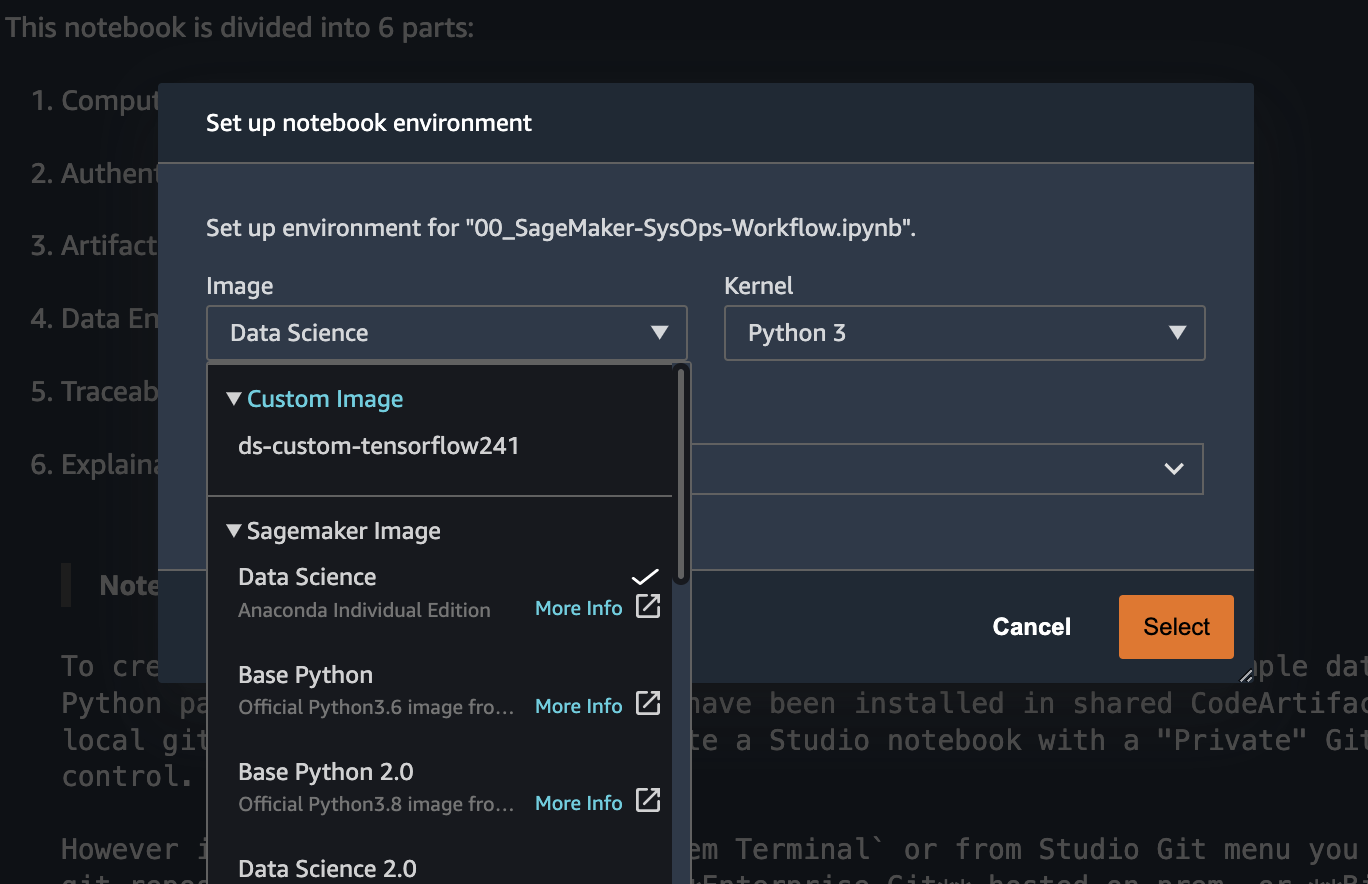 This notebook is divided into 6 parts:
1. Comput
2. Authent
3. Artifact
4. Data En
5. Traceab
6. Explaina
Set up notebook environment
Set up environment for "00_SageMaker-SysOps-Workflow.ipynb".
Image
Kernel
Data Science
Python 3
Custom Image
ds-custom-tensorflow241
Sagemaker Image
Data Science
Anaconda Individual Edition More Info
Base Python
Official Python3.6 image fro... More Info
Base Python 2.0
Official Python3.8 image fro... More Info
Data Science 2.0
Cancel
Select
Note
To cre ple dat
Python pa have been installed in shared CodeArtifac
local git te a Studio notebook with a "Private" Git
control.
However i em Terminal` or from Studio Git menu you